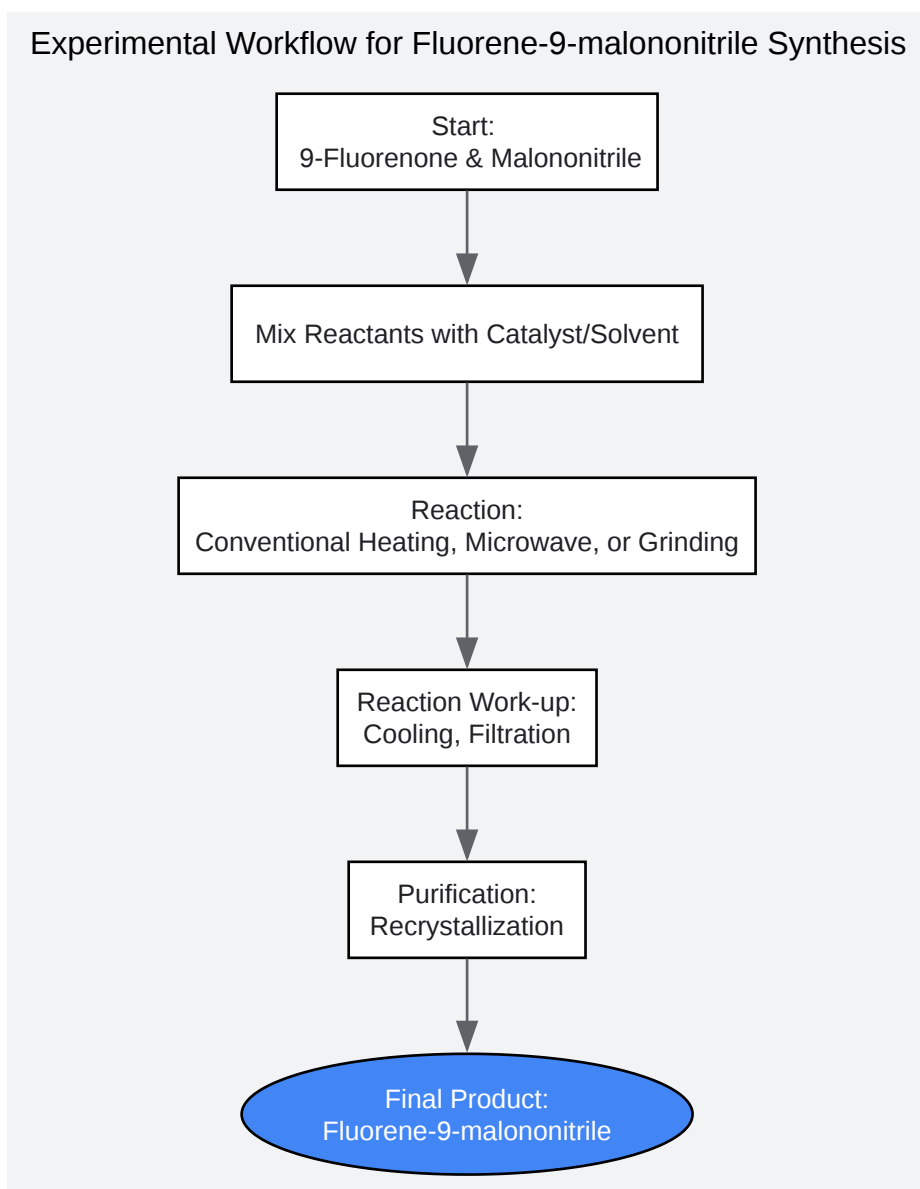 Experimental Workflow for Fluorene-9-malononitrile Synthesis
Start:
9-Fluorenone & Malononitrile
Mix Reactants with Catalyst/Solvent
Reaction:
Conventional Heating, Microwave, or Grinding
Reaction Work-up:
Cooling, Filtration
Purification:
Recrystallization
Final Product:
Fluorene-9-malononitrile